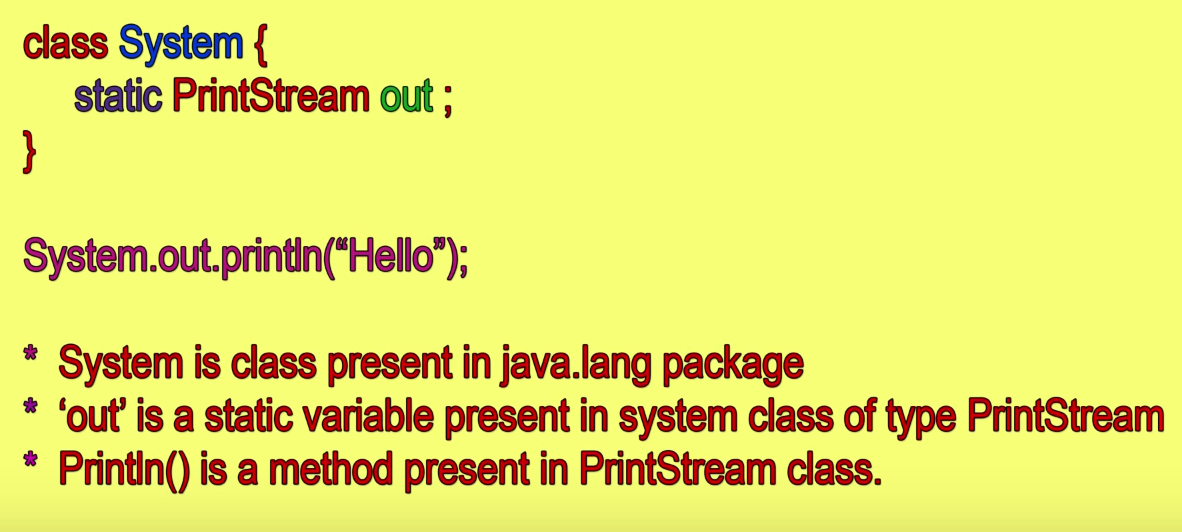 class System {
static PrintStream out ;
}
System.out.println(“Hello”);
* System is class present in java.lang package
* ‘out’ is a static variable present in system class of type PrintStream
* Println() is a method present in PrintStream class.